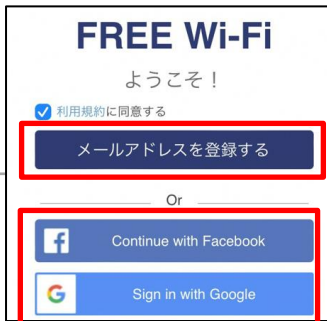 FREE Wi-Fi
ようこそ！
利用規約に同意する
メールアドレスを登録する
Or
Continue with Facebook
Sign in with Google